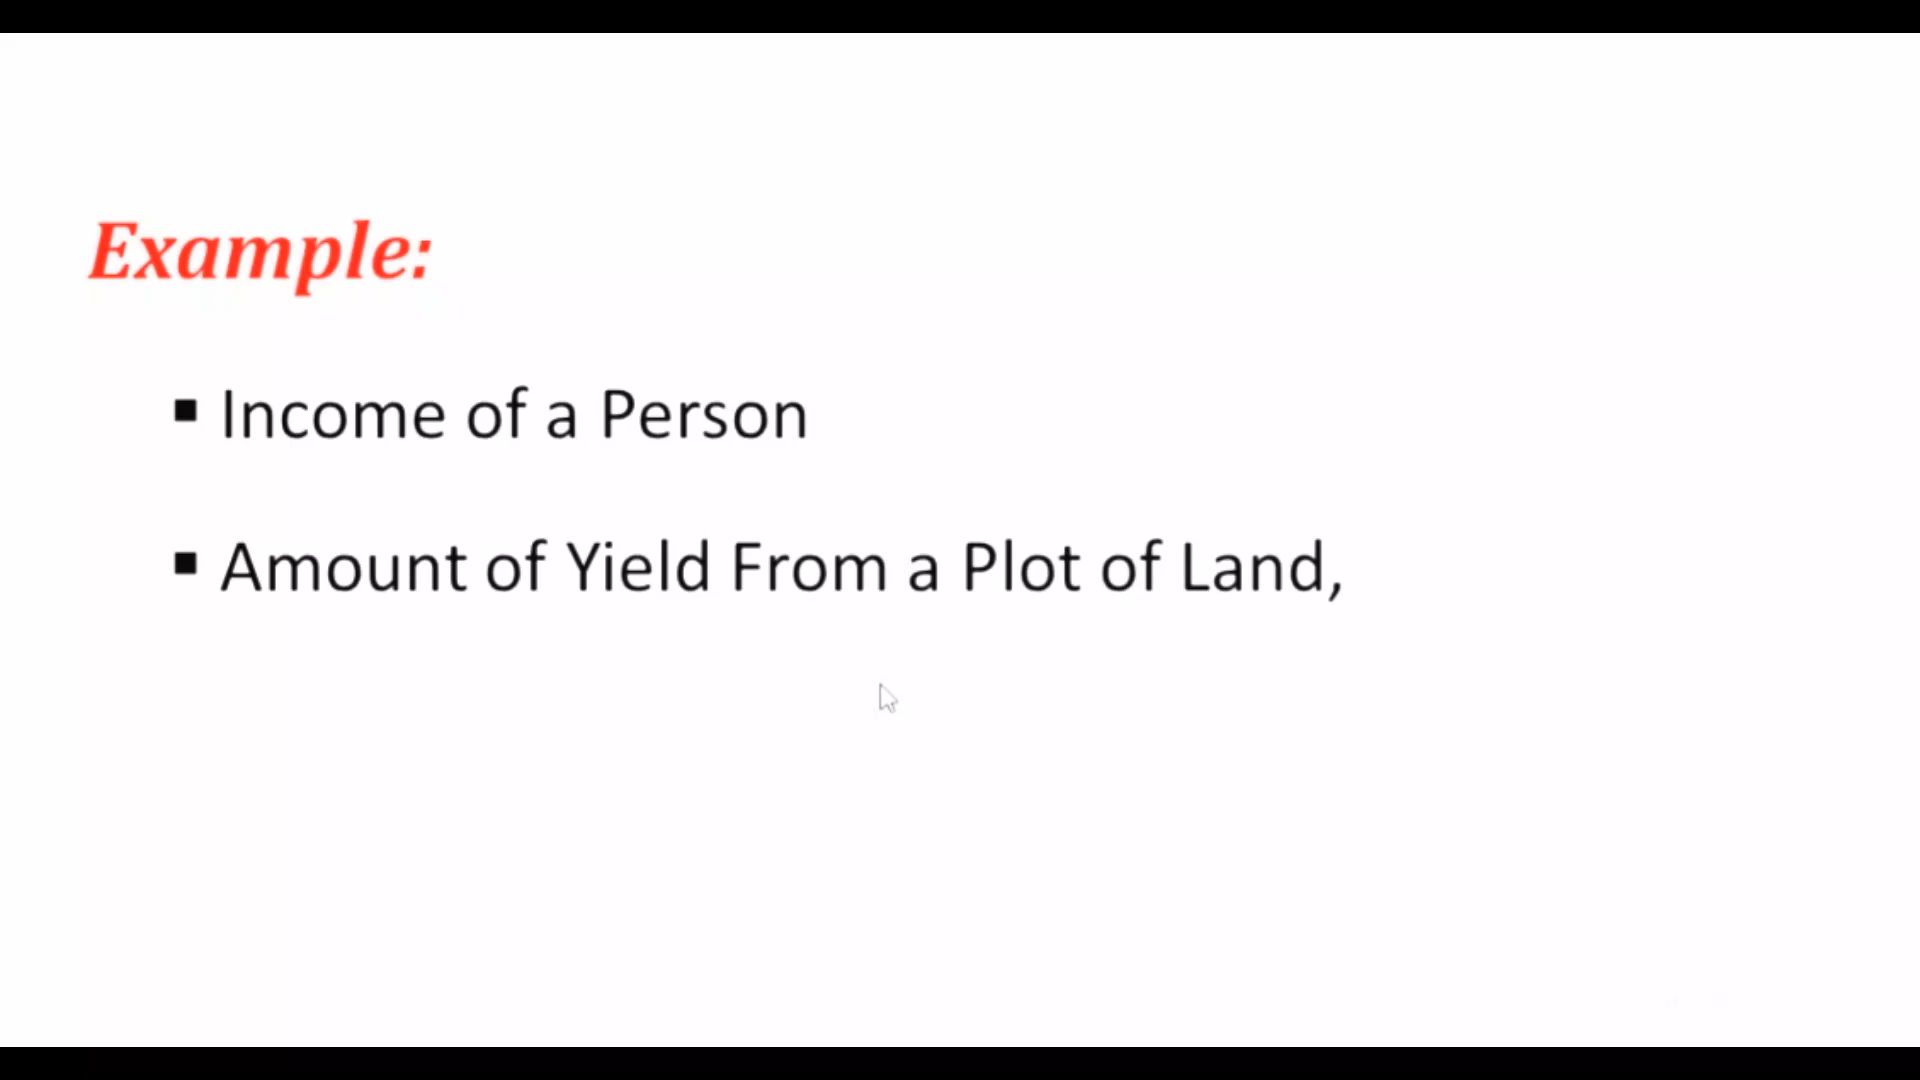 Example:
▪ Income of a Person
▪ Amount of Yield From a Plot of Land,